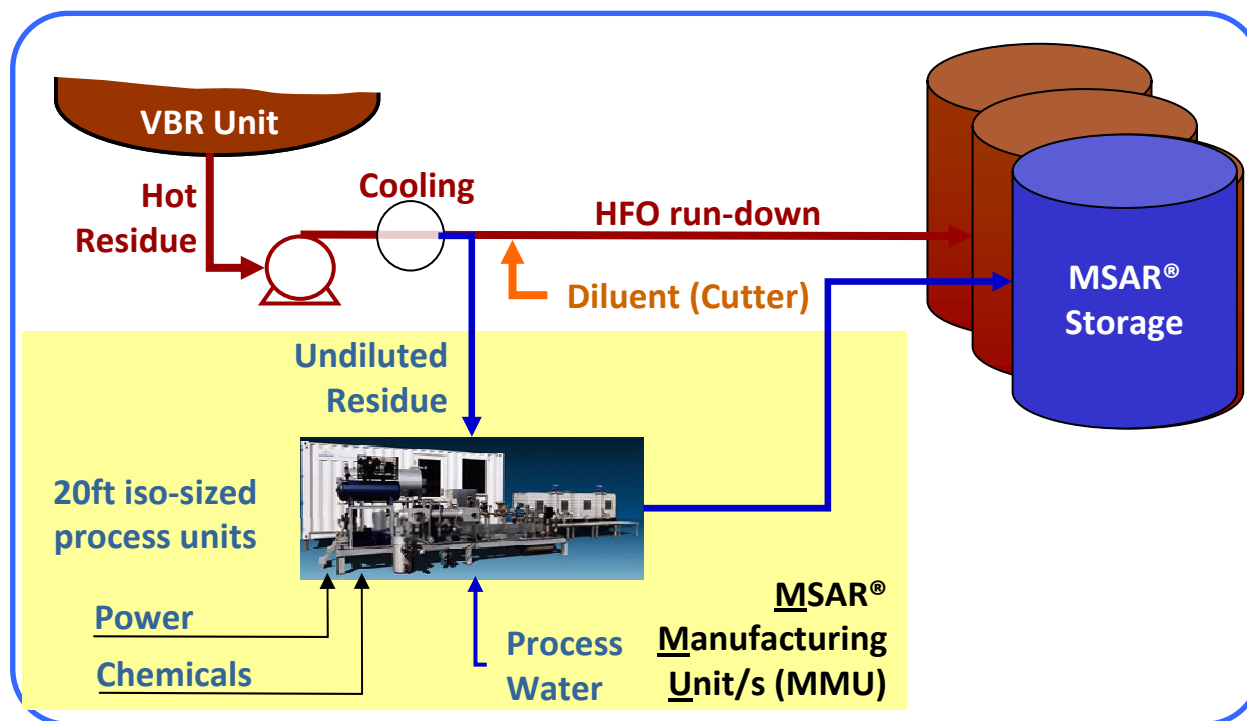 VBR Unit
Hot
Residue
Cooling
HFO run-down
Diluent (Cutter)
MSAR®
Storage
Undiluted
Residue
20ft iso-sized
process units
Power
Chemicals
Process
Water
MSAR®
Manufacturing
Unit/s (MMU)